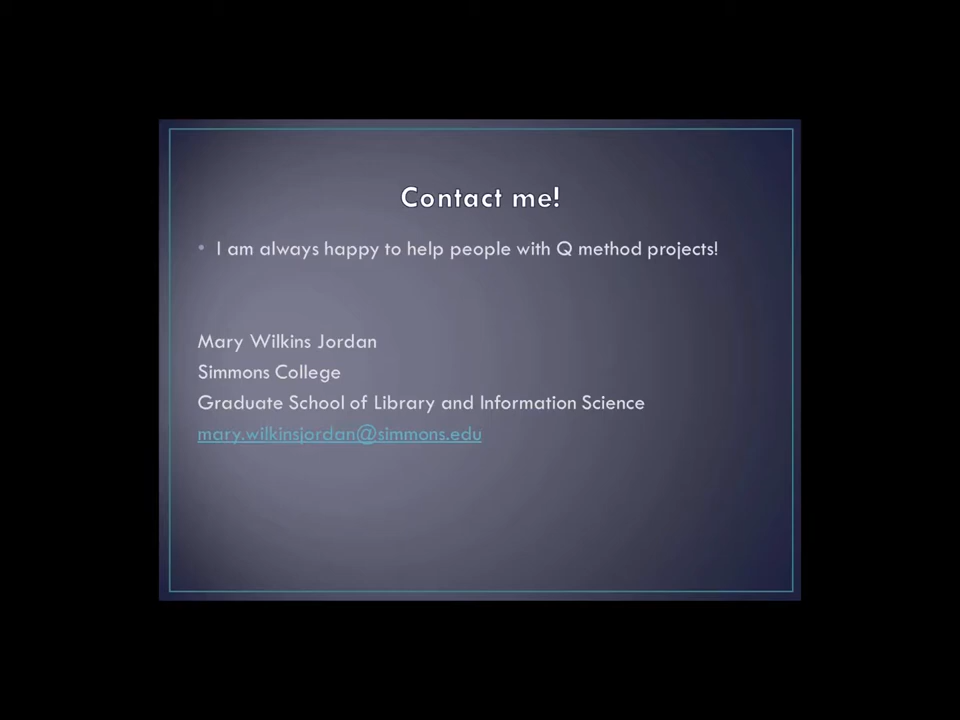 Contact me!
• I am always happy to help people with Q method projects!
Mary Wilkins Jordan
Simmons College
Graduate School of Library and Information Science
mary.wilkinsjordan@simmons.edu